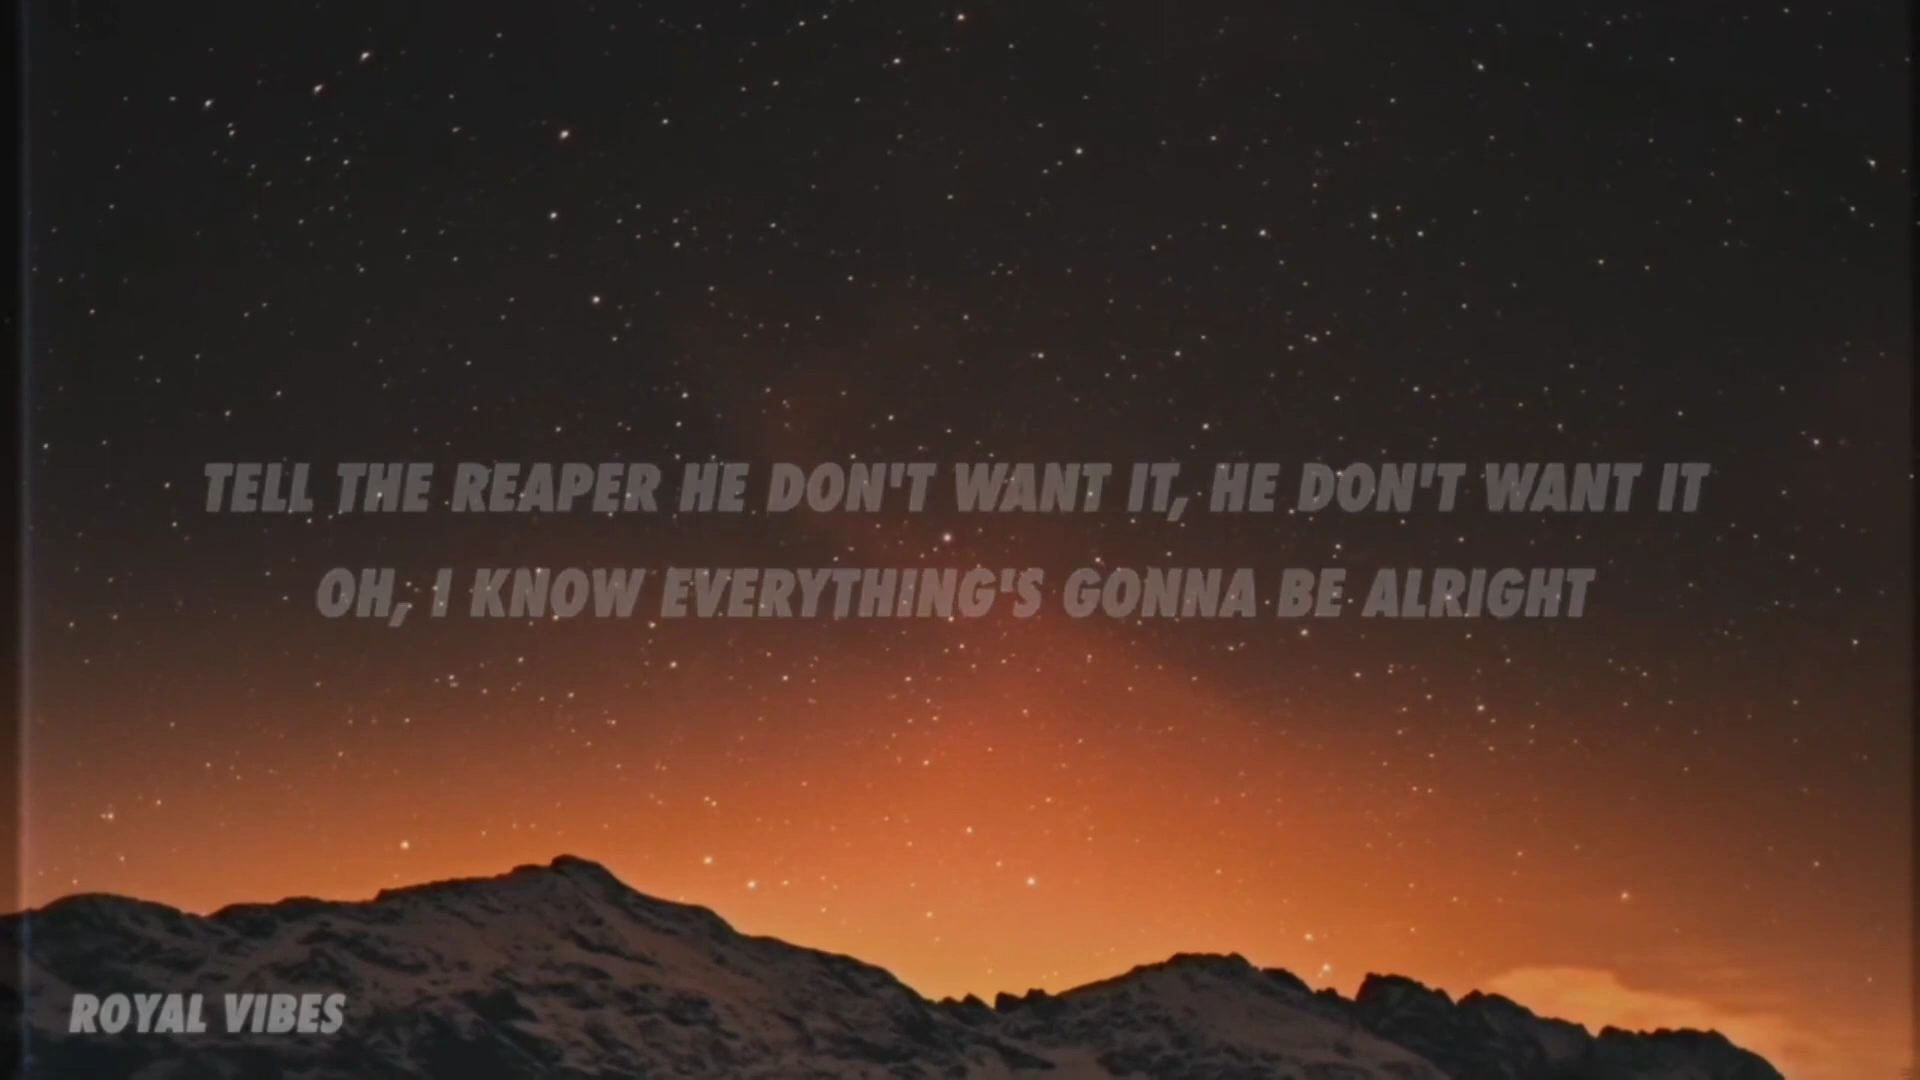 TELL THE REAPER HE DON'T WANT IT, HE DON'T WANT IT
OH, I KNOW EVERYTHING'S GONNA BE ALRIGHT
ROYAL VIBES